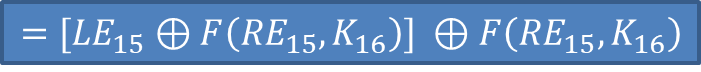 = [LE₁₅ ⊕ F(RE₁₅, K₁₆)] ⊕ F(RE₁₅, K₁₆)